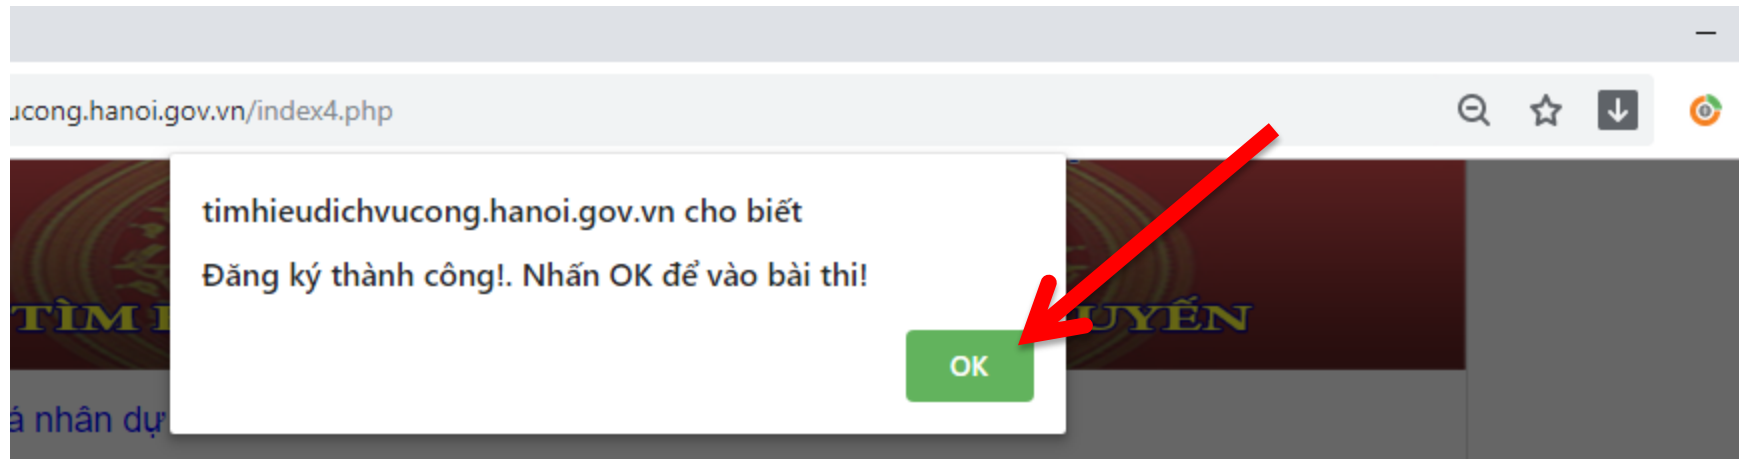 ucong.hanoi.gov.vn/index4.php
timhieudichvucong.hanoi.gov.vn cho biết
Đăng ký thành công!. Nhấn OK để vào bài thi!
TÌM
UYẾN
OK
á nhân dự